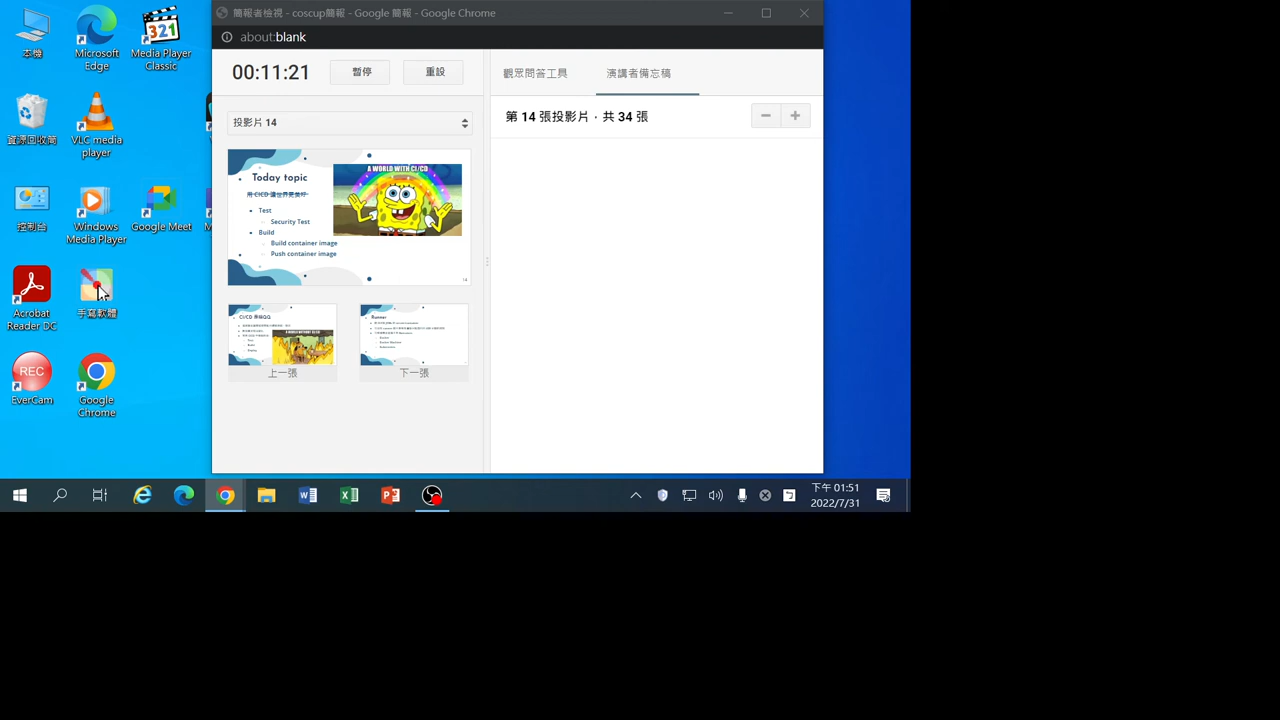 簡報者檢視 - coscup簡報 - Google 簡報 - Google Chrome
about:blank
00:11:21
暫停
重設
觀眾問答工具
演講者備忘稿
投影片 14
第 14 張投影片，共 34 張
Today topic
用 CICD 讓世界更美好
Test
Security Test
Build
Build container image
Push container image
A WORLD WITH CI/CD
14
上一張
下一張
Runner
本機
Microsoft Edge
Media Player Classic
321
資源回收筒
VLC media player
控制台
Windows Media Player
Google Meet
Acrobat Reader DC
手寫軟體
REC
EverCam
Google Chrome
下午 01:51
2022/7/31